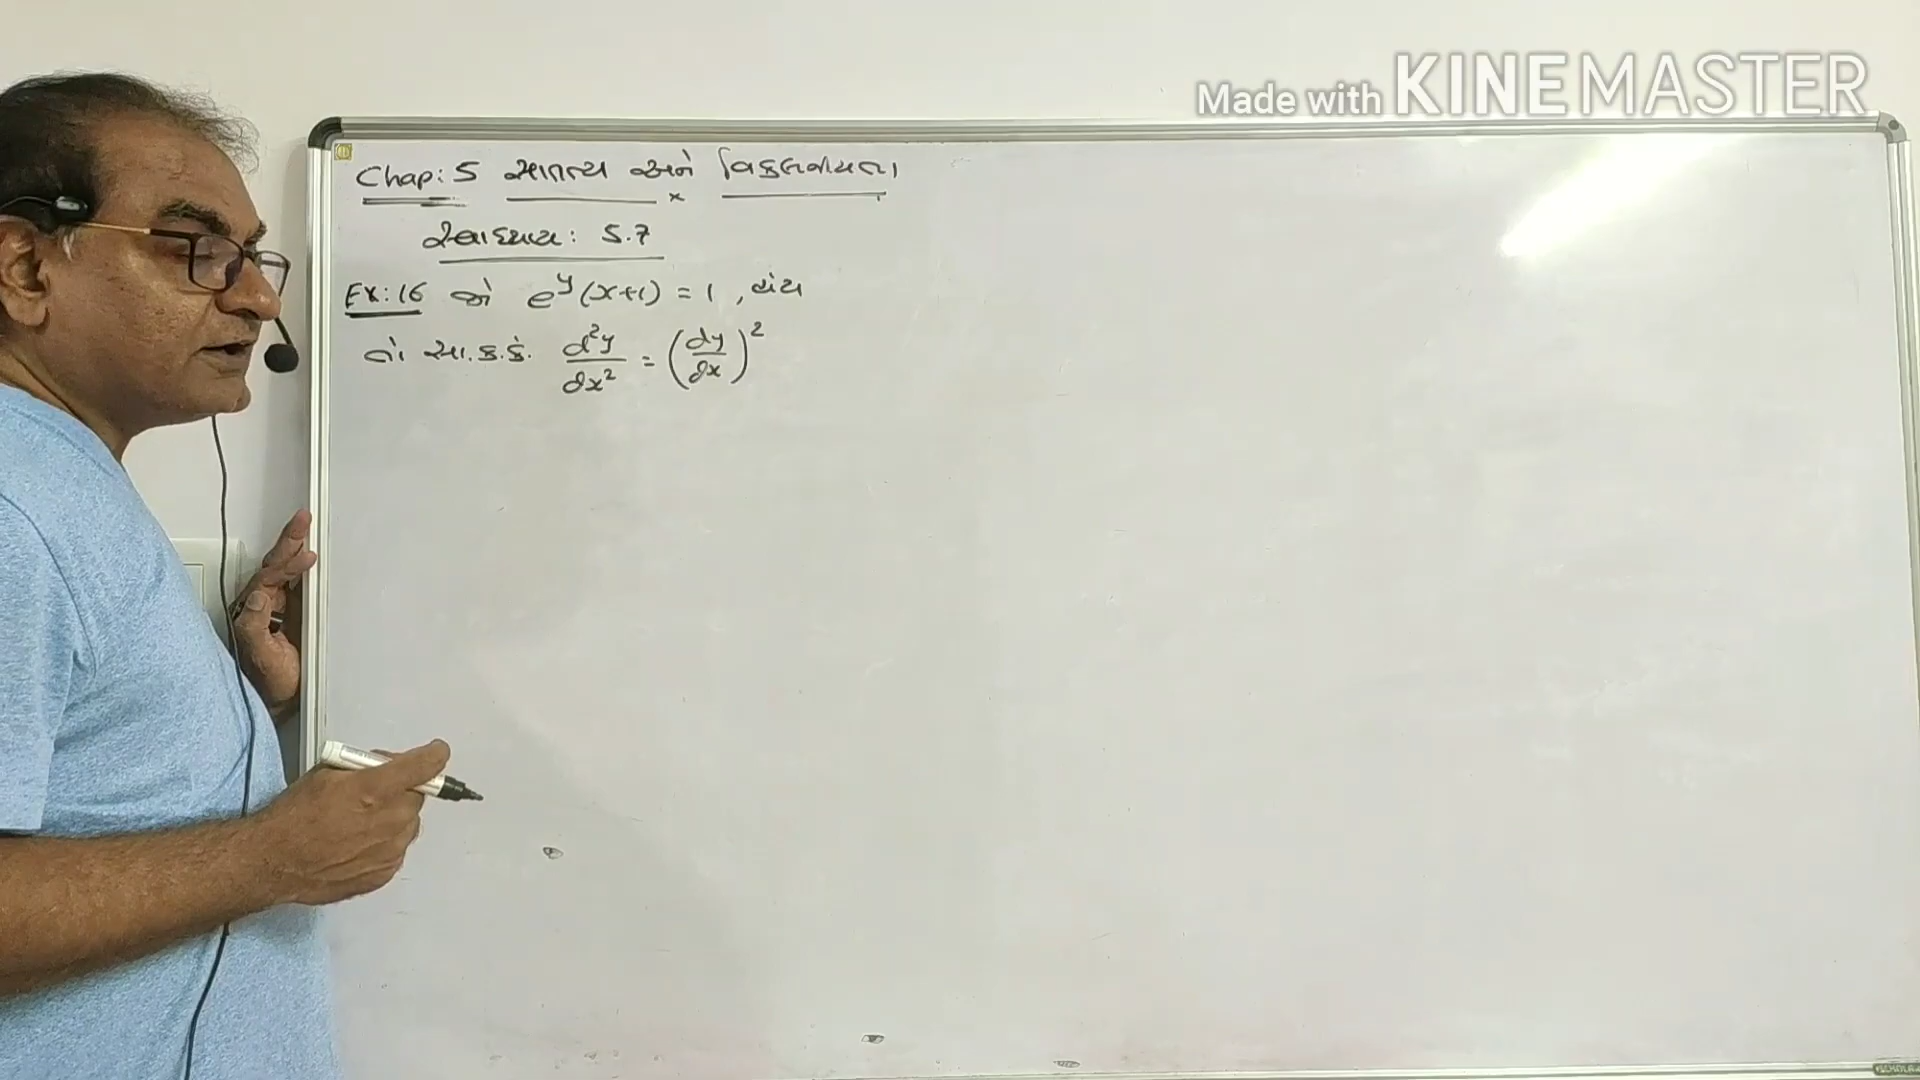 Made with KINEMASTER
Chap: 5 સાતત્ય અને વિકલનીયતા
સ્વાધ્યાય: 5.7
Ex: 16 જો e^y (x+1) = 1, હોય
તો સા.ક.કે. d²y/dx² = (dy/dx)²